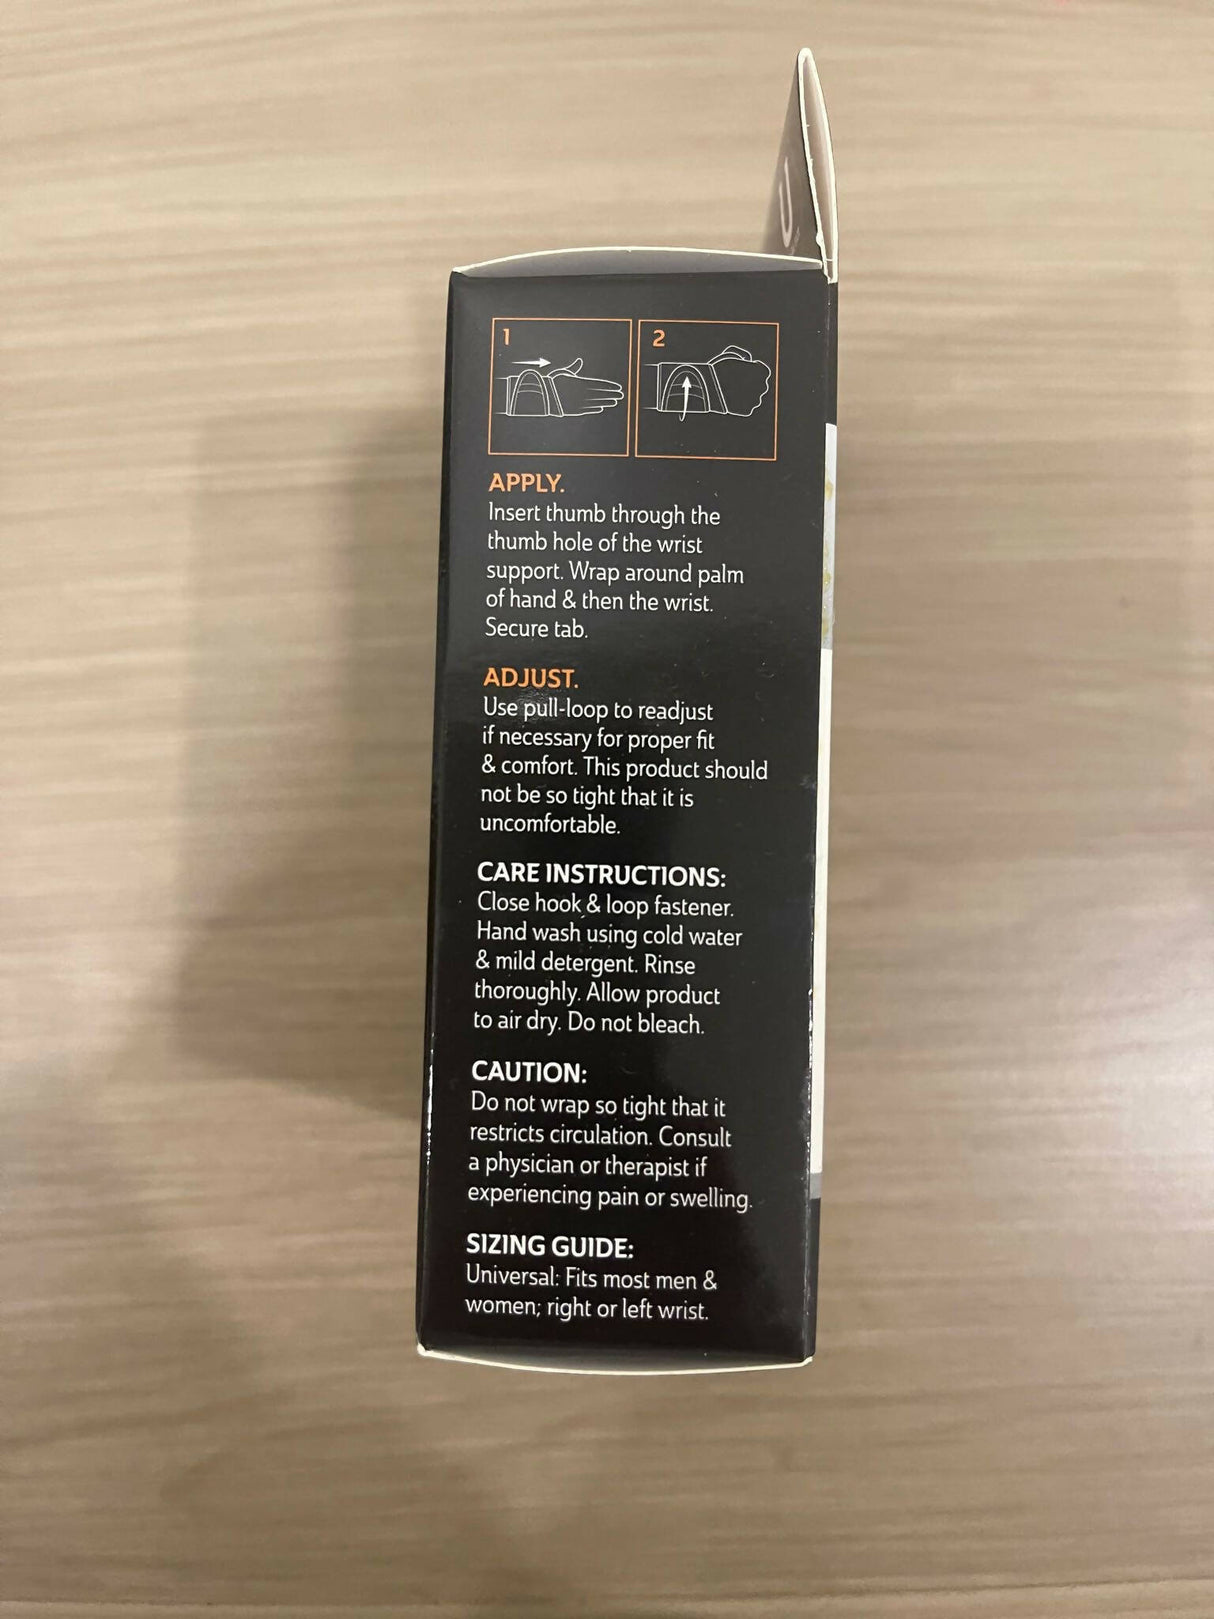 U
1
2
APPLY.
Insert thumb through the
thumb hole of the wrist
support. Wrap around palm
of hand & then the wrist.
Secure tab.
ADJUST.
Use pull-loop to readjust
if necessary for proper fit
& comfort. This product should
not be so tight that it is
uncomfortable.
CARE INSTRUCTIONS:
Close hook & loop fastener.
Hand wash using cold water
& mild detergent. Rinse
thoroughly. Allow product
to air dry. Do not bleach.
CAUTION:
Do not wrap so tight that it
restricts circulation. Consult
a physician or therapist if
experiencing pain or swelling.
SIZING GUIDE:
Universal: Fits most men &
women; right or left wrist.